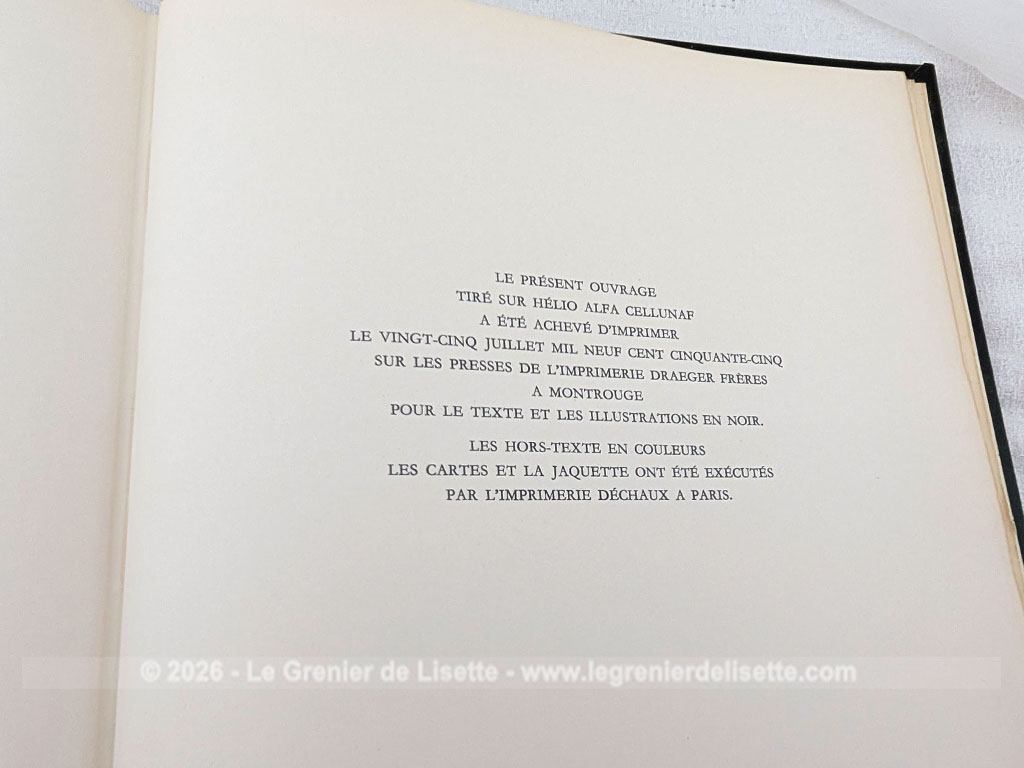 LE PRÉSENT OUVRAGE
TIRÉ SUR HÉLIO ALFA CELLUNAF
A ÉTÉ ACHEVÉ D'IMPRIMER
LE VINGT-CINQ JUILLET MIL NEUF CENT CINQUANTE-CINQ
SUR LES PRESSES DE L'IMPRIMERIE DRAEGER FRÈRES
A MONTROUGE
POUR LE TEXTE ET LES ILLUSTRATIONS EN NOIR.
LES HORS-TEXTE EN COULEURS
LES CARTES ET LA JAQUETTE ONT ÉTÉ EXÉCUTÉS
PAR L'IMPRIMERIE DÉCHAUX A PARIS.
© 2026 - Le Grenier de Lisette - www.legrenierdelisette.com